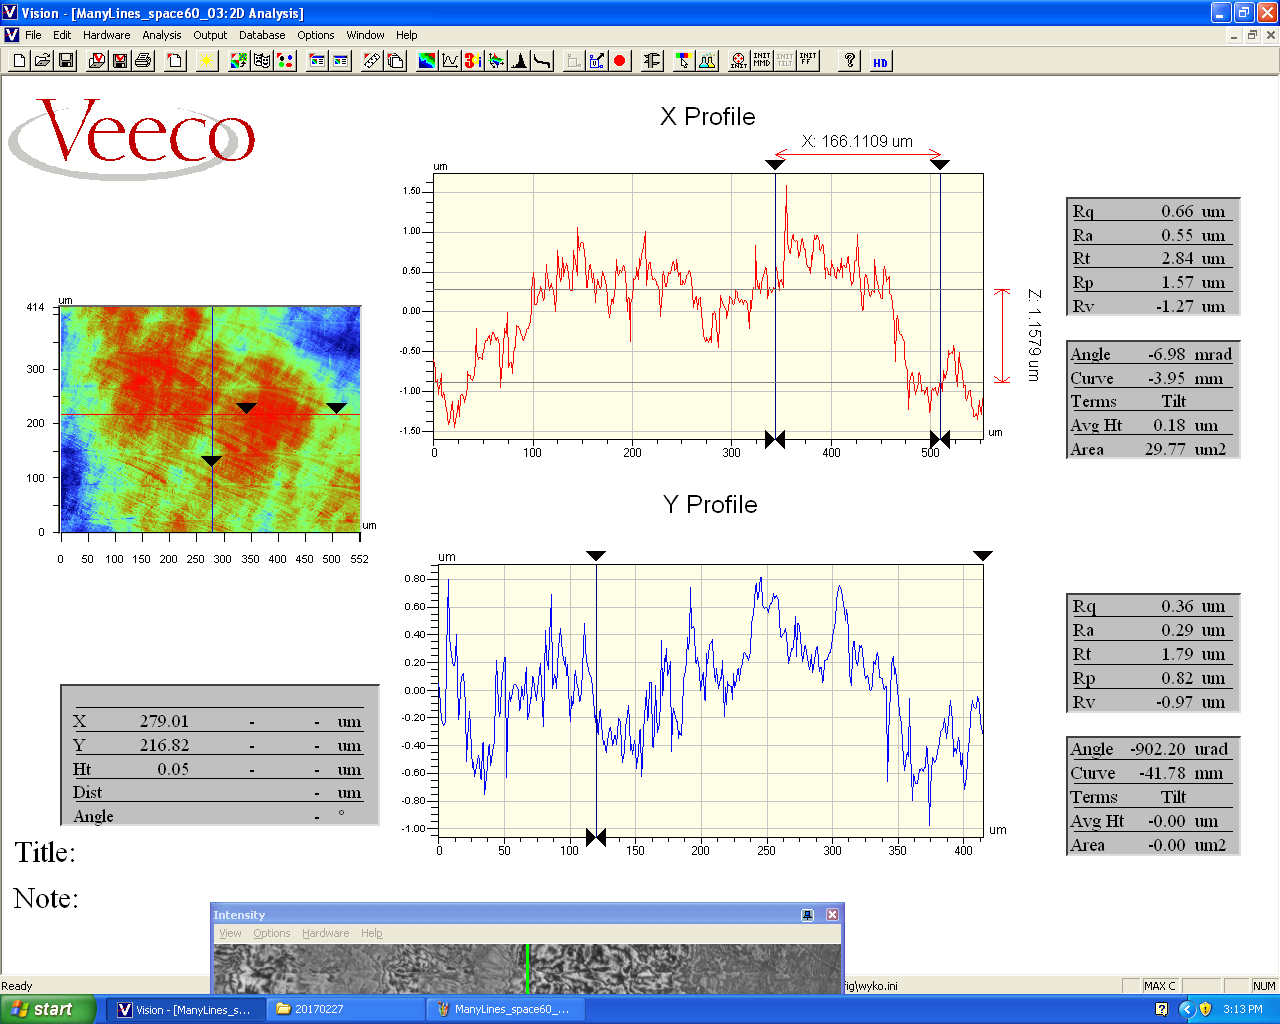 Vision - [ManyLines_space60_03:2D Analysis]
File Edit Hardware Analysis Output Database Options Window Help
INIT INIT MMD INIT TILT INIT FF ? HD
Veeco
X Profile
X: 166.1109 um
um
1.50
1.00
0.50
0.00
-0.50
-1.00
-1.50
um
0 100 200 300 400 500
Z: 1.1579 um
Rq 0.66 um
Ra 0.55 um
Rt 2.84 um
Rp 1.57 um
Rv -1.27 um
Angle -6.98 mrad
Curve -3.95 mm
Terms Tilt
Avg Ht 0.18 um
Area 29.77 um2
um
414
300
200
100
0
um
0 50 100 150 200 250 300 350 400 450 500 552
Y Profile
um
0.80
0.60
0.40
0.20
0.00
-0.20
-0.40
-0.60
-0.80
-1.00
um
0 50 100 150 200 250 300 350 400
Rq 0.36 um
Ra 0.29 um
Rt 1.79 um
Rp 0.82 um
Rv -0.97 um
Angle -902.20 urad
Curve -41.78 mm
Terms Tilt
Avg Ht -0.00 um
Area -0.00 um2
X 279.01 - - um
Y 216.82 - - um
Ht 0.05 - - um
Dist - um
Angle - °
Title:
Note:
Intensity
View Options Hardware Help
Ready
ig\wyko.ini
MAX C
NUM
start
Vision - [ManyLines_s...
20170227
ManyLines_space60_...
3:13 PM